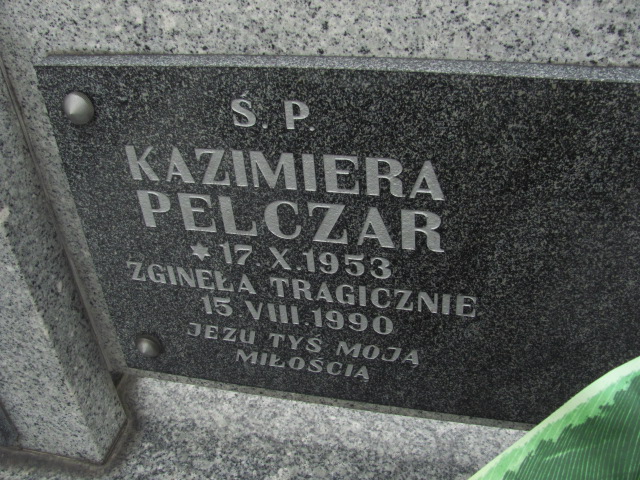 Ś. P.
KAZIMIERA
PELCZAR
* 17. X. 1953
ZGINĘŁA TRAGICZNIE
15 VIII. 1990
JEZU TYŚ MOJĄ
MIŁOŚCIĄ